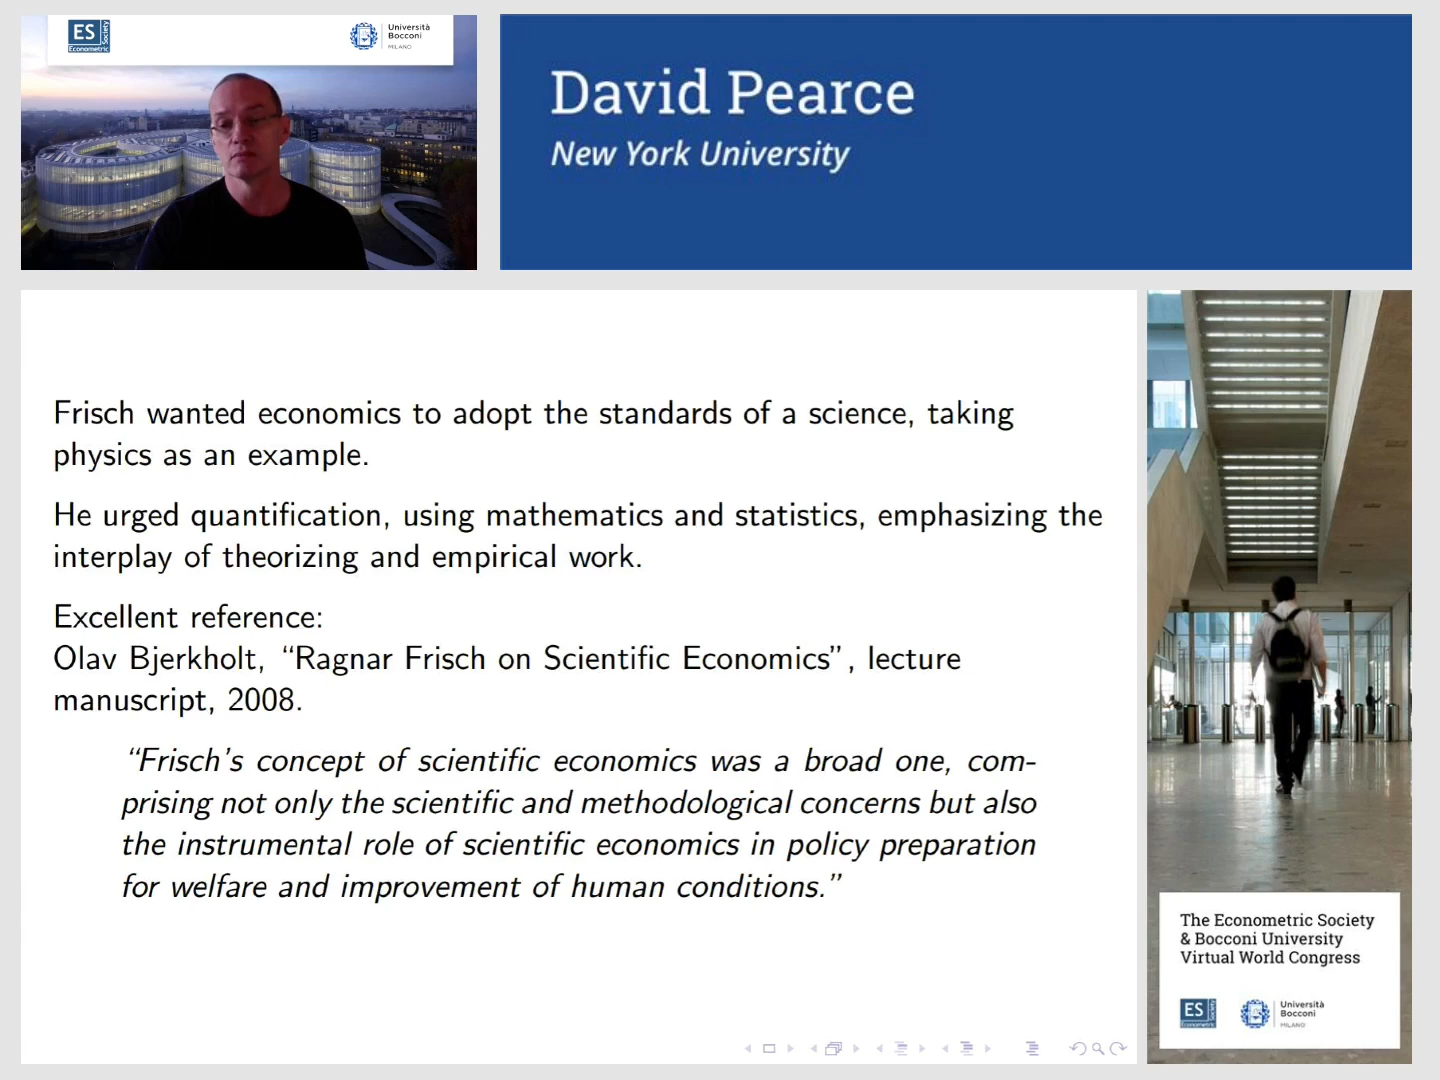 ES
Econometric
Society
Università
Bocconi
MILANO
David Pearce
New York University
Frisch wanted economics to adopt the standards of a science, taking
physics as an example.
He urged quantification, using mathematics and statistics, emphasizing the
interplay of theorizing and empirical work.
Excellent reference:
Olav Bjerkholt, “Ragnar Frisch on Scientific Economics”, lecture
manuscript, 2008.
“Frisch’s concept of scientific economics was a broad one, com-
prising not only the scientific and methodological concerns but also
the instrumental role of scientific economics in policy preparation
for welfare and improvement of human conditions.”
The Econometric Society
& Bocconi University
Virtual World Congress
ES
Econometric
Society
Università
Bocconi
MILANO